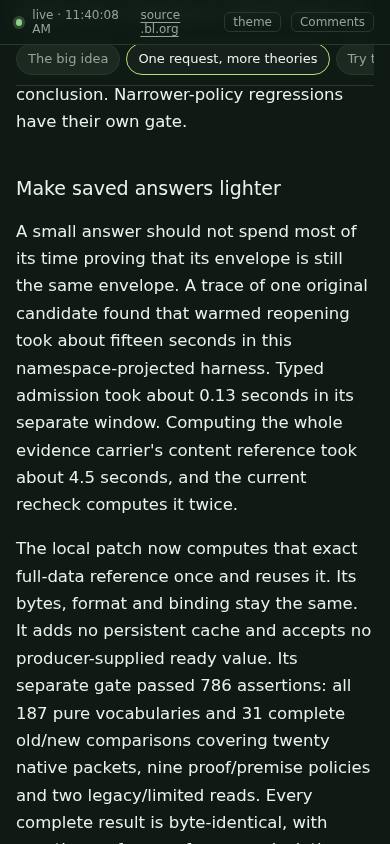 live · 11:40:08 AM
source .bl.org
theme
Comments
The big idea
One request, more theories
Try t
conclusion. Narrower-policy regressions
have their own gate.
Make saved answers lighter
A small answer should not spend most of
its time proving that its envelope is still
the same envelope. A trace of one original
candidate found that warmed reopening
took about fifteen seconds in this
namespace-projected harness. Typed
admission took about 0.13 seconds in its
separate window. Computing the whole
evidence carrier's content reference took
about 4.5 seconds, and the current
recheck computes it twice.
The local patch now computes that exact
full-data reference once and reuses it. Its
bytes, format and binding stay the same.
It adds no persistent cache and accepts no
producer-supplied ready value. Its
separate gate passed 786 assertions: all
187 pure vocabularies and 31 complete
old/new comparisons covering twenty
native packets, nine proof/premise policies
and two legacy/limited reads. Every
complete result is byte-identical, with